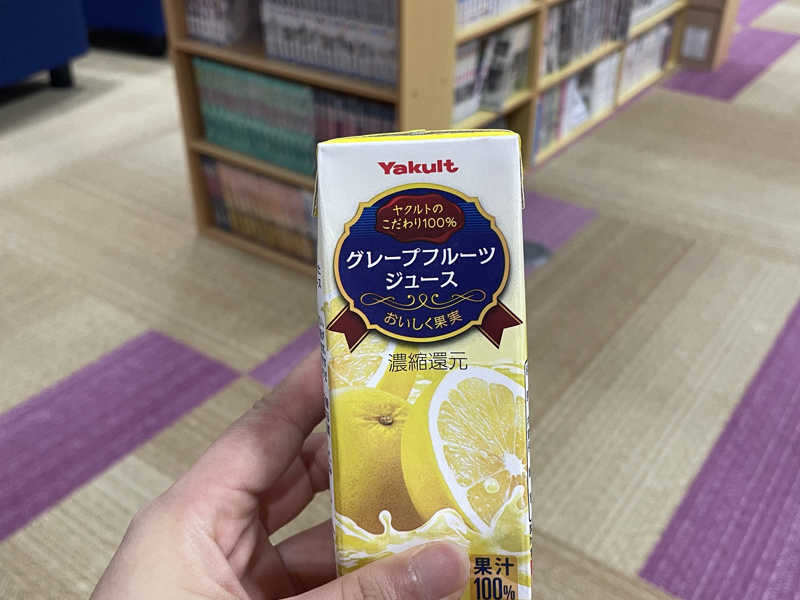 Yakult
ヤクルトの
こだわり100%
グレープフルーツ
ジュース
おいしく果実
濃縮還元
果汁
100%